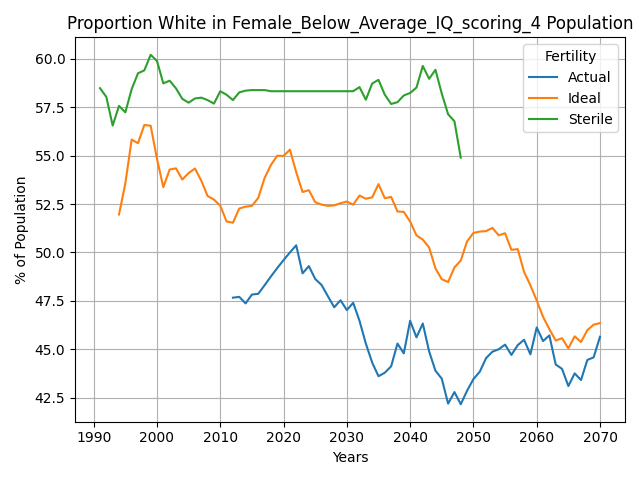 Proportion White in Female_Below_Average_IQ_scoring_4 Population
Fertility
Actual
Ideal
Sterile
% of Population
60.0
57.5
55.0
52.5
50.0
47.5
45.0
42.5
1990 2000 2010 2020 2030 2040 2050 2060 2070
Years